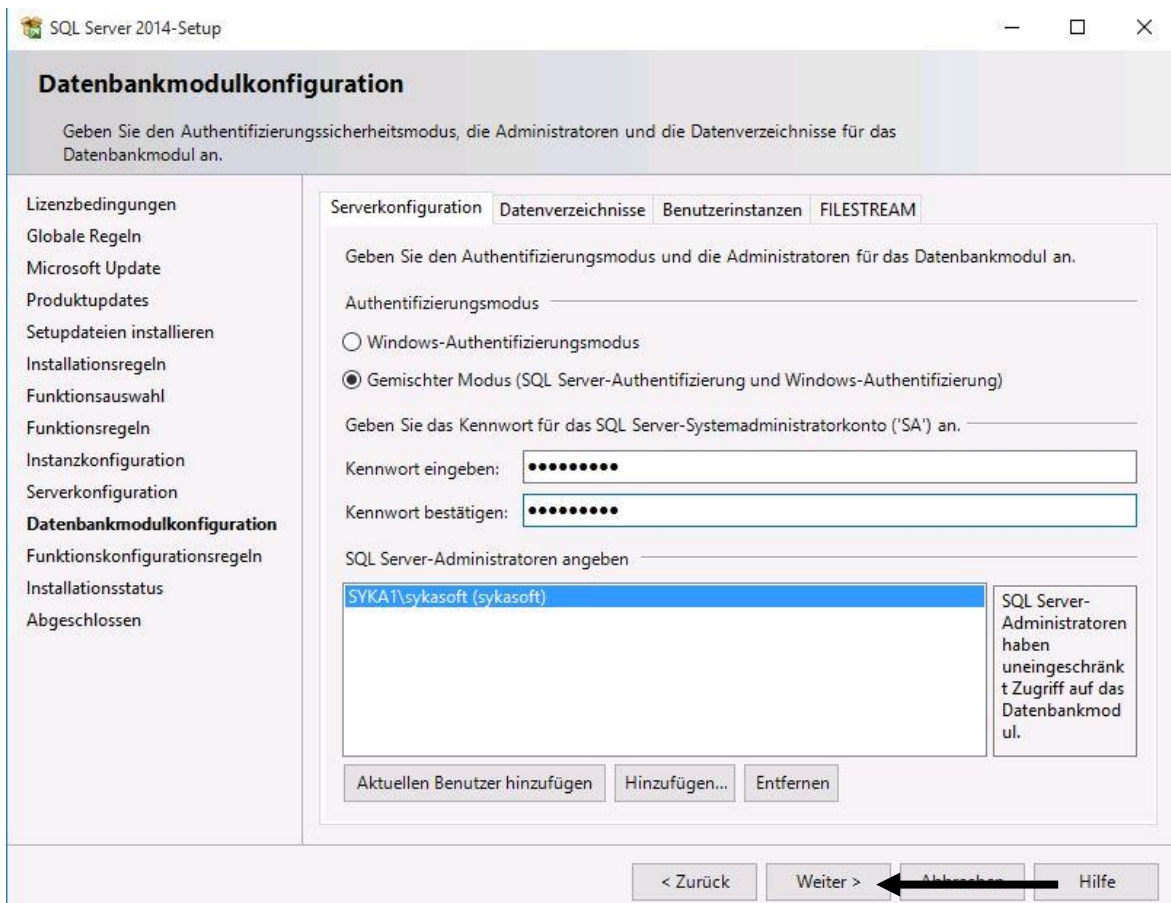 SQL Server 2014-Setup
Datenbankmodulkonfiguration
Geben Sie den Authentifizierungssicherheitsmodus, die Administratoren und die Datenverzeichnisse für das
Datenbankmodul an.
Lizenzbedingungen
Globale Regeln
Microsoft Update
Produktupdates
Setupdateien installieren
Installationsregeln
Funktionsauswahl
Funktionsregeln
Instanzkonfiguration
Serverkonfiguration
Datenbankmodulkonfiguration
Funktionskonfigurationsregeln
Installationsstatus
Abgeschlossen
Serverkonfiguration Datenverzeichnisse Benutzerinstanzen FILESTREAM
Geben Sie den Authentifizierungsmodus und die Administratoren für das Datenbankmodul an.
Authentifizierungsmodus
Windows-Authentifizierungsmodus
Gemischter Modus (SQL Server-Authentifizierung und Windows-Authentifizierung)
Geben Sie das Kennwort für das SQL Server-Systemadministratorkonto ('SA') an.
Kennwort eingeben: ●●●●●●●●●
Kennwort bestätigen: ●●●●●●●●●
SQL Server-Administratoren angeben
SYKA1\sykasoft (sykasoft)
SQL Server-
Administratoren
haben
uneingeschränk
t Zugriff auf das
Datenbankmod
ul.
Aktuellen Benutzer hinzufügen Hinzufügen... Entfernen
< Zurück Weiter > Hilfe